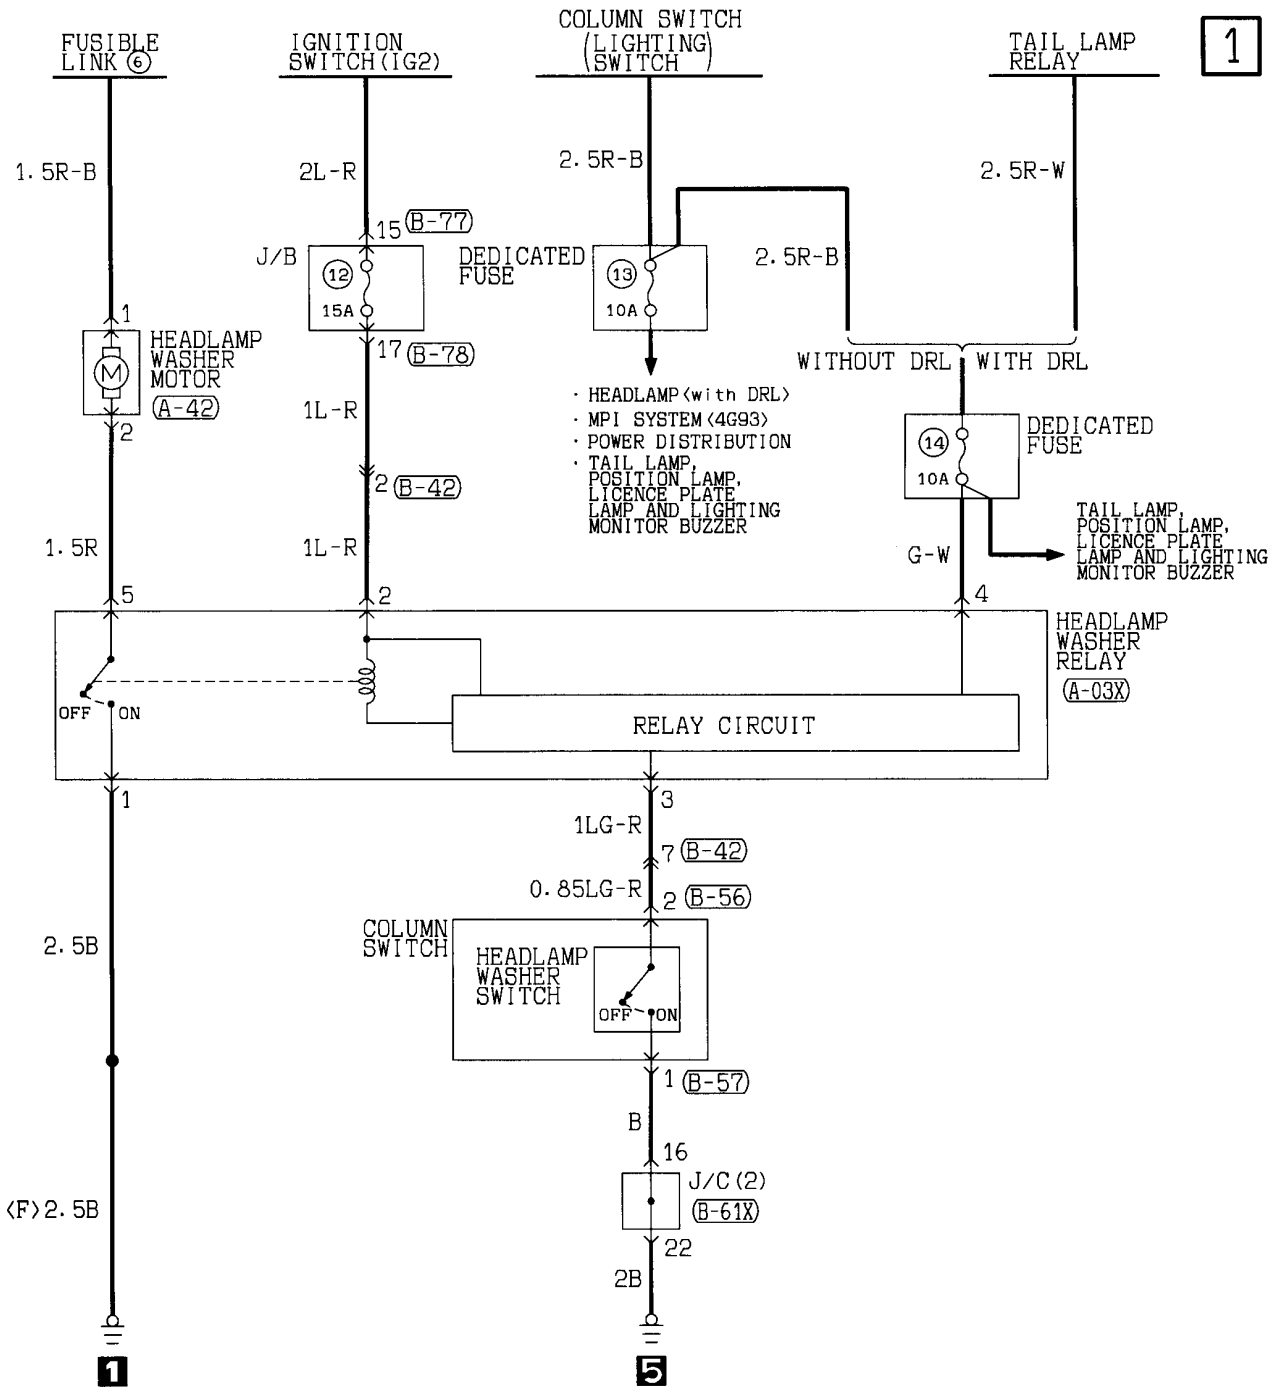 FUSIBLE
LINK ⑥
IGNITION
SWITCH(IG2)
COLUMN SWITCH
(LIGHTING)
SWITCH
TAIL LAMP
RELAY
1
1.5R-B
2L-R
2.5R-B
2.5R-W
15 B-77
J/B
⑫
15A
DEDICATED
FUSE
⑬
10A
2.5R-B
1
HEADLAMP
WASHER
MOTOR
A-42
M
2
17 B-78
WITHOUT DRL
WITH DRL
1L-R
· HEADLAMP<with DRL>
· MPI SYSTEM<4G93>
· POWER DISTRIBUTION
· TAIL LAMP,
POSITION LAMP,
LICENCE PLATE
LAMP AND LIGHTING
MONITOR BUZZER
⑭
10A
DEDICATED
FUSE
2 B-42
TAIL LAMP,
POSITION LAMP,
LICENCE PLATE
LAMP AND LIGHTING
MONITOR BUZZER
1.5R
1L-R
G-W
5
2
4
HEADLAMP
WASHER
RELAY
A-03X
OFF
ON
RELAY CIRCUIT
1
3
1LG-R
7 B-42
0.85LG-R
2 B-56
COLUMN
SWITCH
2.5B
HEADLAMP
WASHER
SWITCH
OFF
ON
1 B-57
B
16
J/C(2)
B-61X
<F>2.5B
22
2B
1
5